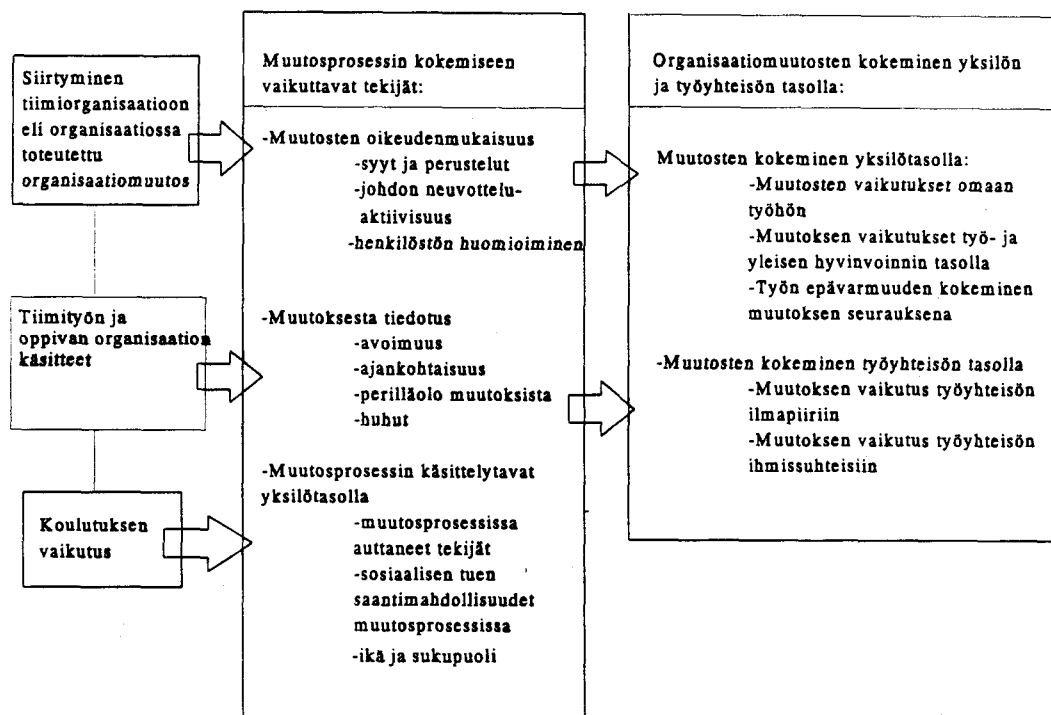 Siirtyminen
tiimiorganisaatioon
eli organisaatiossa
toteutettu
organisaatiomuutos
Tiimityön ja
oppivan organisaation
käsitteet
Koulutuksen
vaikutus
Muutosprosessin kokemiseen
vaikuttavat tekijät:
-Muutosten oikeudenmukaisuus
-syyt ja perustelut
-johdon neuvottelu-
aktiivisuus
-henkilöstön huomioiminen
-Muutoksesta tiedotus
-avoimuus
-ajankohtaisuus
-perilläolo muutoksista
-huhut
-Muutosprosessin käsittelytavat
yksilötasolla
-muutosprosessissa
auttaneet tekijät
-sosiaalisen tuen
saantimahdollisuudet
muutosprosessissa
-ikä ja sukupuoli
Organisaatiomuutosten kokeminen yksilön
ja työyhteisön tasolla:
Muutosten kokeminen yksilötasolla:
-Muutosten vaikutukset omaan
työhön
-Muutoksen vaikutukset työ- ja
yleisen hyvinvoinnin tasolla
-Työn epävarmuuden kokeminen
muutoksen seurauksena
-Muutosten kokeminen työyhteisön tasolla
-Muutoksen vaikutus työyhteisön
ilmapiiriin
-Muutoksen vaikutus työyhteisön
ihmissuhteisiin